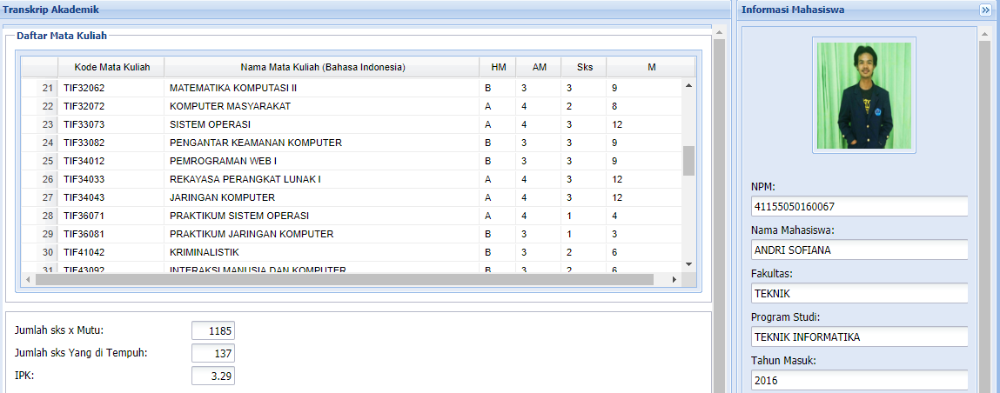 Transkrip Akademik
Daftar Mata Kuliah
Kode Mata Kuliah Nama Mata Kuliah (Bahasa Indonesia) HM AM Sks M
21 TIF32062 MATEMATIKA KOMPUTASI II B 3 3 9
22 TIF32072 KOMPUTER MASYARAKAT A 4 2 8
23 TIF33073 SISTEM OPERASI A 4 3 12
24 TIF33082 PENGANTAR KEAMANAN KOMPUTER B 3 3 9
25 TIF34012 PEMROGRAMAN WEB I B 3 3 9
26 TIF34033 REKAYASA PERANGKAT LUNAK I A 4 3 12
27 TIF34043 JARINGAN KOMPUTER A 4 3 12
28 TIF36071 PRAKTIKUM SISTEM OPERASI A 4 1 4
29 TIF36081 PRAKTIKUM JARINGAN KOMPUTER B 3 1 3
30 TIF41042 KRIMINALISTIK B 3 2 6
31 TIF43092 INTERAKSI MANUSIA DAN KOMPUTER B 3 2 6
Jumlah sks x Mutu: 1185
Jumlah sks Yang di Tempuh: 137
IPK: 3.29
Informasi Mahasiswa
NPM:
41155050160067
Nama Mahasiswa:
ANDRI SOFIANA
Fakultas:
TEKNIK
Program Studi:
TEKNIK INFORMATIKA
Tahun Masuk:
2016